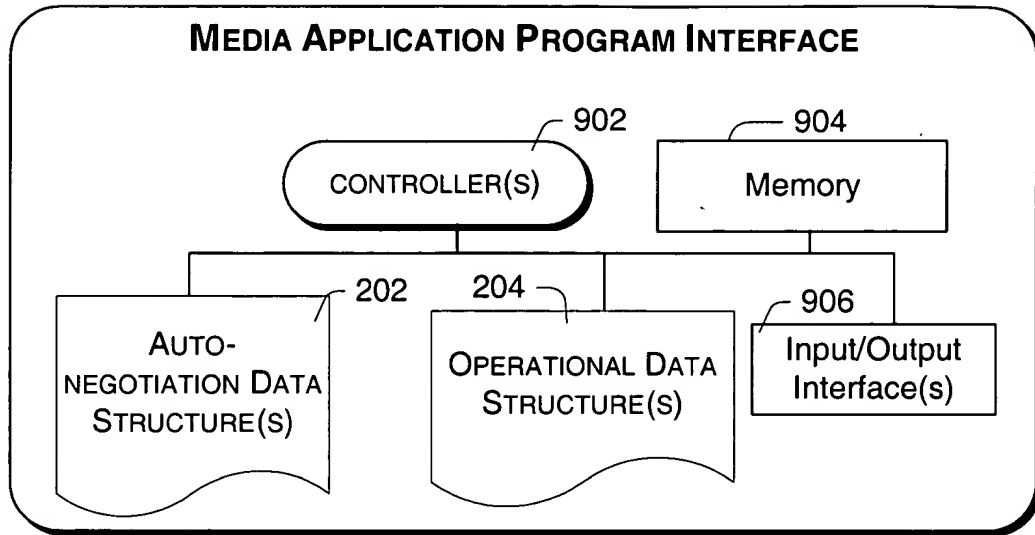 MEDIA APPLICATION PROGRAM INTERFACE
902
904
CONTROLLER(S)
Memory
202
204
906
AUTO-
NEGOTIATION DATA
STRUCTURE(S)
OPERATIONAL DATA
STRUCTURE(S)
Input/Output
Interface(s)